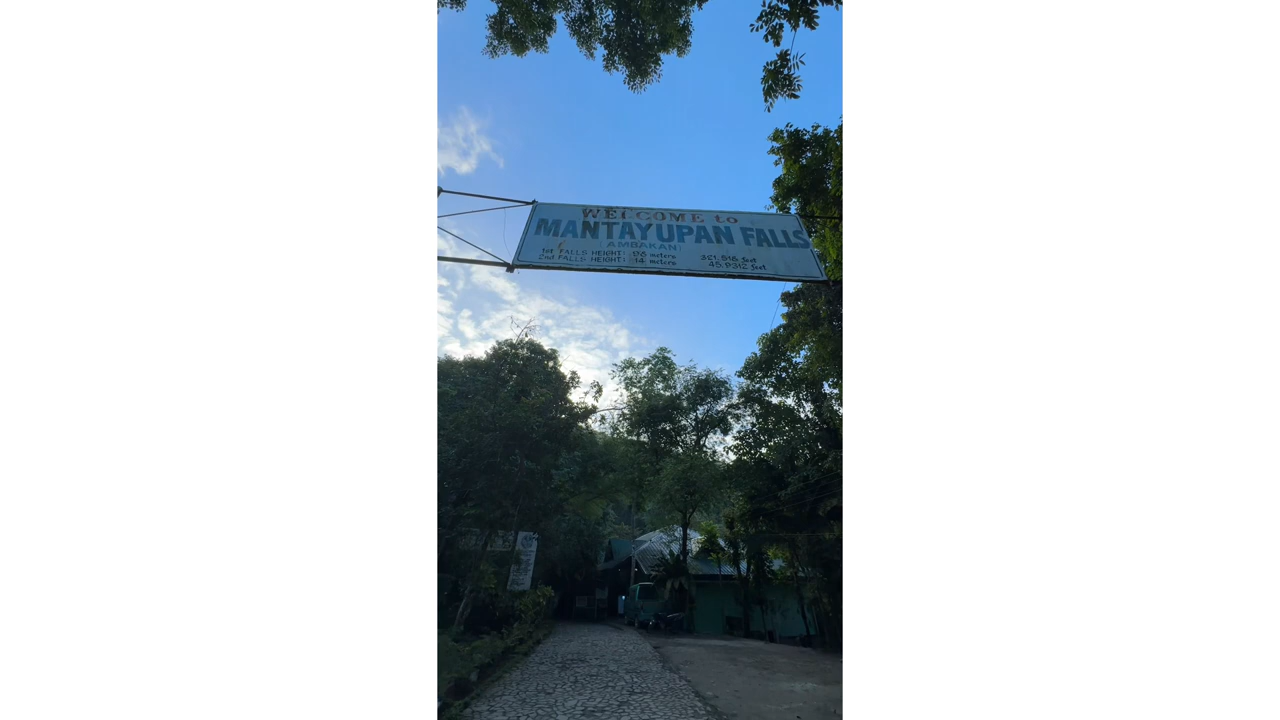 WELCOME to
MANTAYUPAN FALLS
(AMBAKAN)
1st FALLS HEIGHT: 98 meters 321.518 feet
2nd FALLS HEIGHT: 14 meters 45.9312 feet